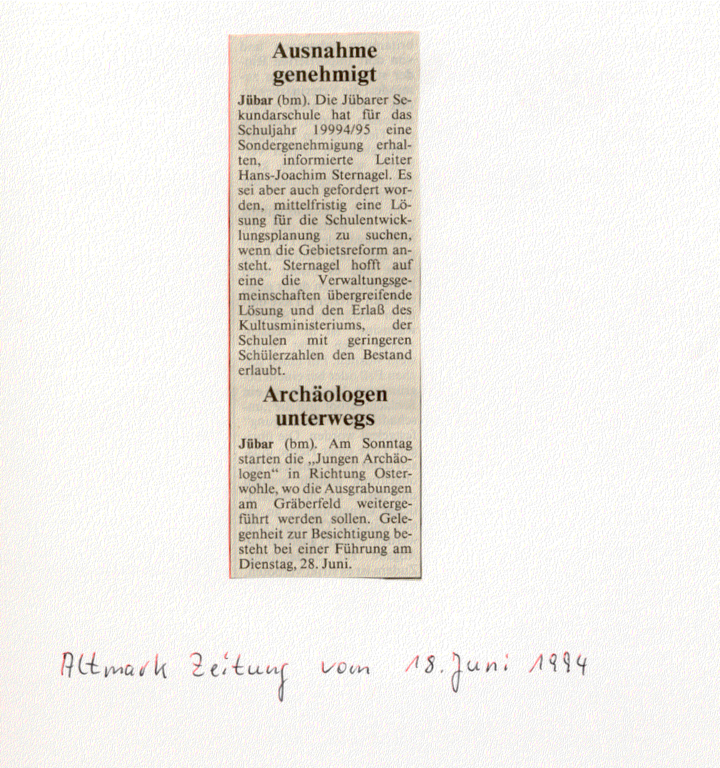 Ausnahme
genehmigt
Jübar (bm). Die Jübarer Se-
kundarschule hat für das
Schuljahr 19994/95 eine
Sondergenehmigung erhal-
ten, informierte Leiter
Hans-Joachim Sternagel. Es
sei aber auch gefordert wor-
den, mittelfristig eine Lö-
sung für die Schulentwick-
lungsplanung zu suchen,
wenn die Gebietsreform an-
steht. Sternagel hofft auf
eine die Verwaltungsge-
meinschaften übergreifende
Lösung und den Erlaß des
Kultusministeriums, der
Schulen mit geringeren
Schülerzahlen den Bestand
erlaubt.
Archäologen
unterwegs
Jübar (bm). Am Sonntag
starten die „Jungen Archäo-
logen“ in Richtung Oster-
wohle, wo die Ausgrabungen
am Gräberfeld weiterge-
führt werden sollen. Gele-
genheit zur Besichtigung be-
steht bei einer Führung am
Dienstag, 28. Juni.
Altmark Zeitung vom 18. Juni 1994